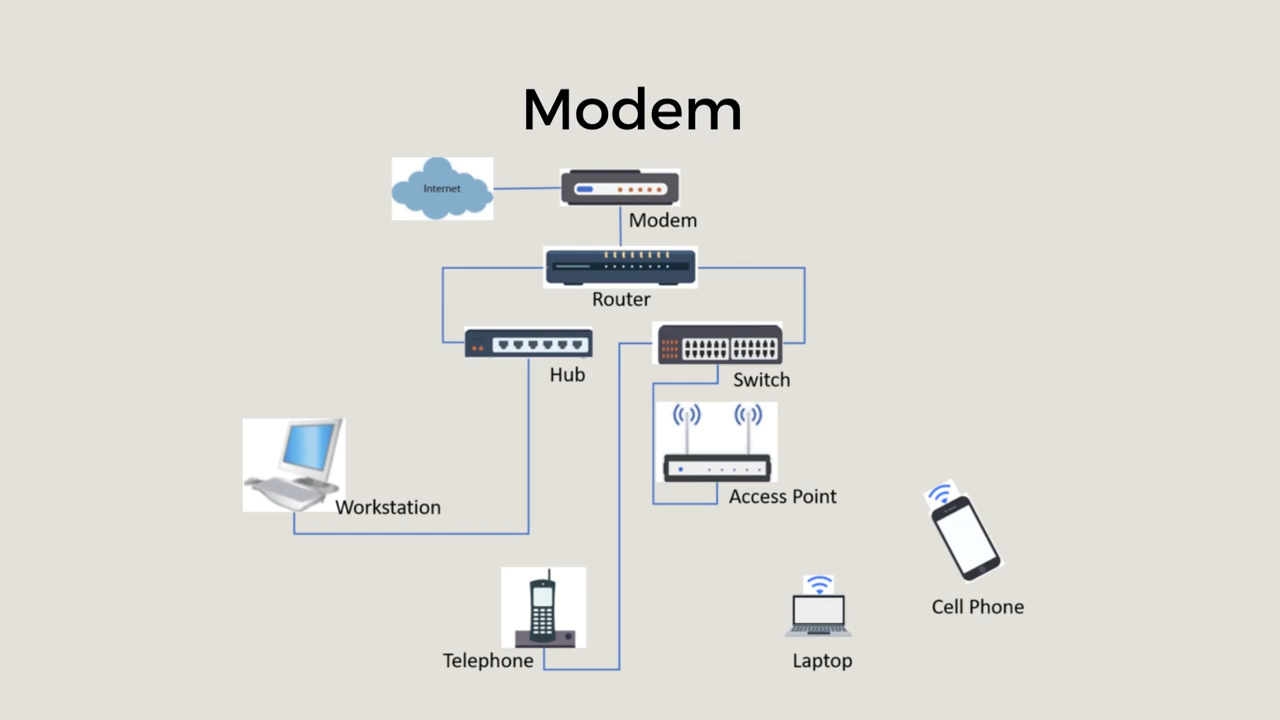 Modem
Internet
Modem
Router
Hub
Switch
Access Point
Workstation
Cell Phone
Telephone
Laptop